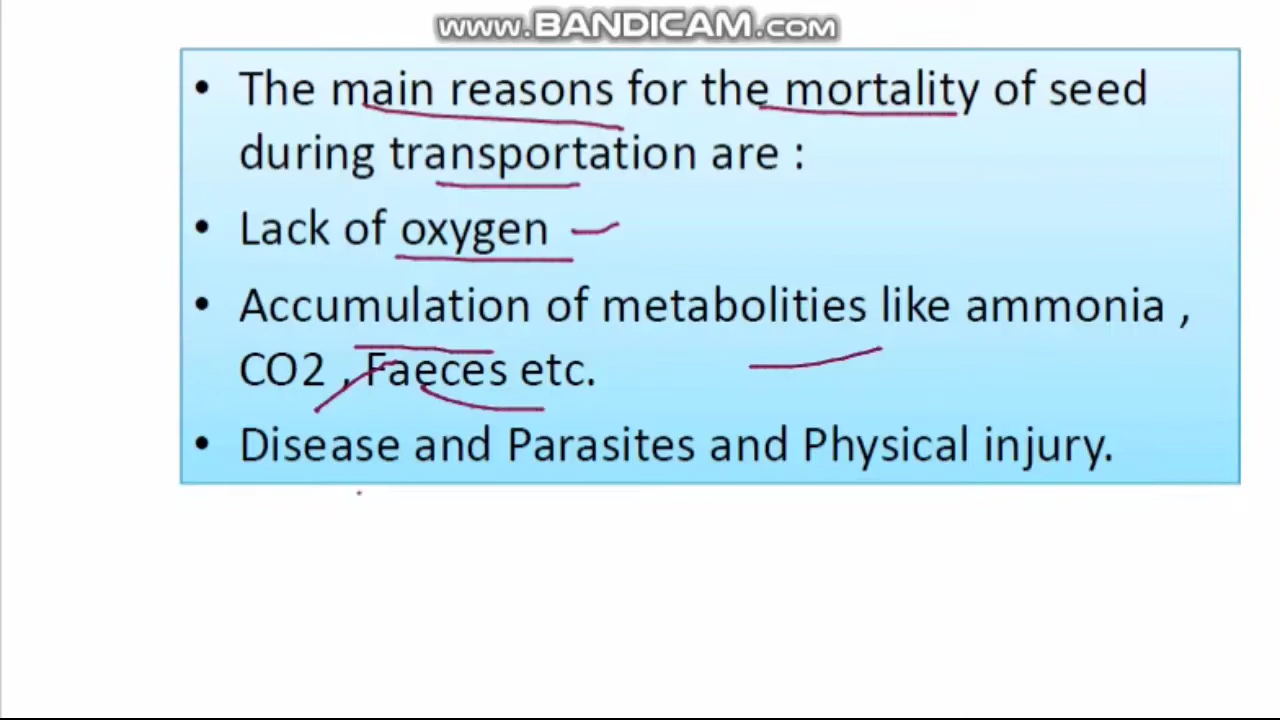 www.BANDICAM.com
• The main reasons for the mortality of seed
during transportation are :
• Lack of oxygen
• Accumulation of metabolities like ammonia ,
CO2 , Faeces etc.
• Disease and Parasites and Physical injury.